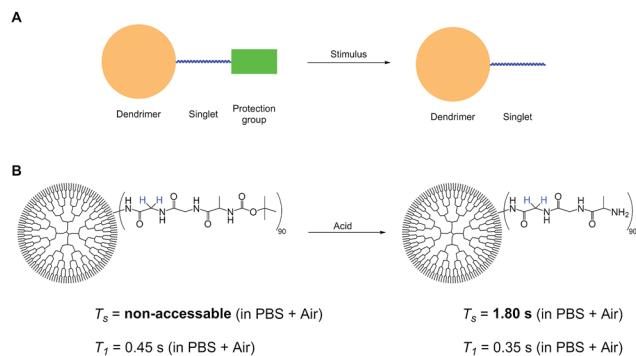 A
Stimulus
Dendrimer Singlet Protection group
Dendrimer Singlet
B
H H
H N O N H O H N O N H O O 90
Acid
H H
H N O N H O H N O NH2 90
Ts = non-accessable (in PBS + Air)
T1 = 0.45 s (in PBS + Air)
Ts = 1.80 s (in PBS + Air)
T1 = 0.35 s (in PBS + Air)